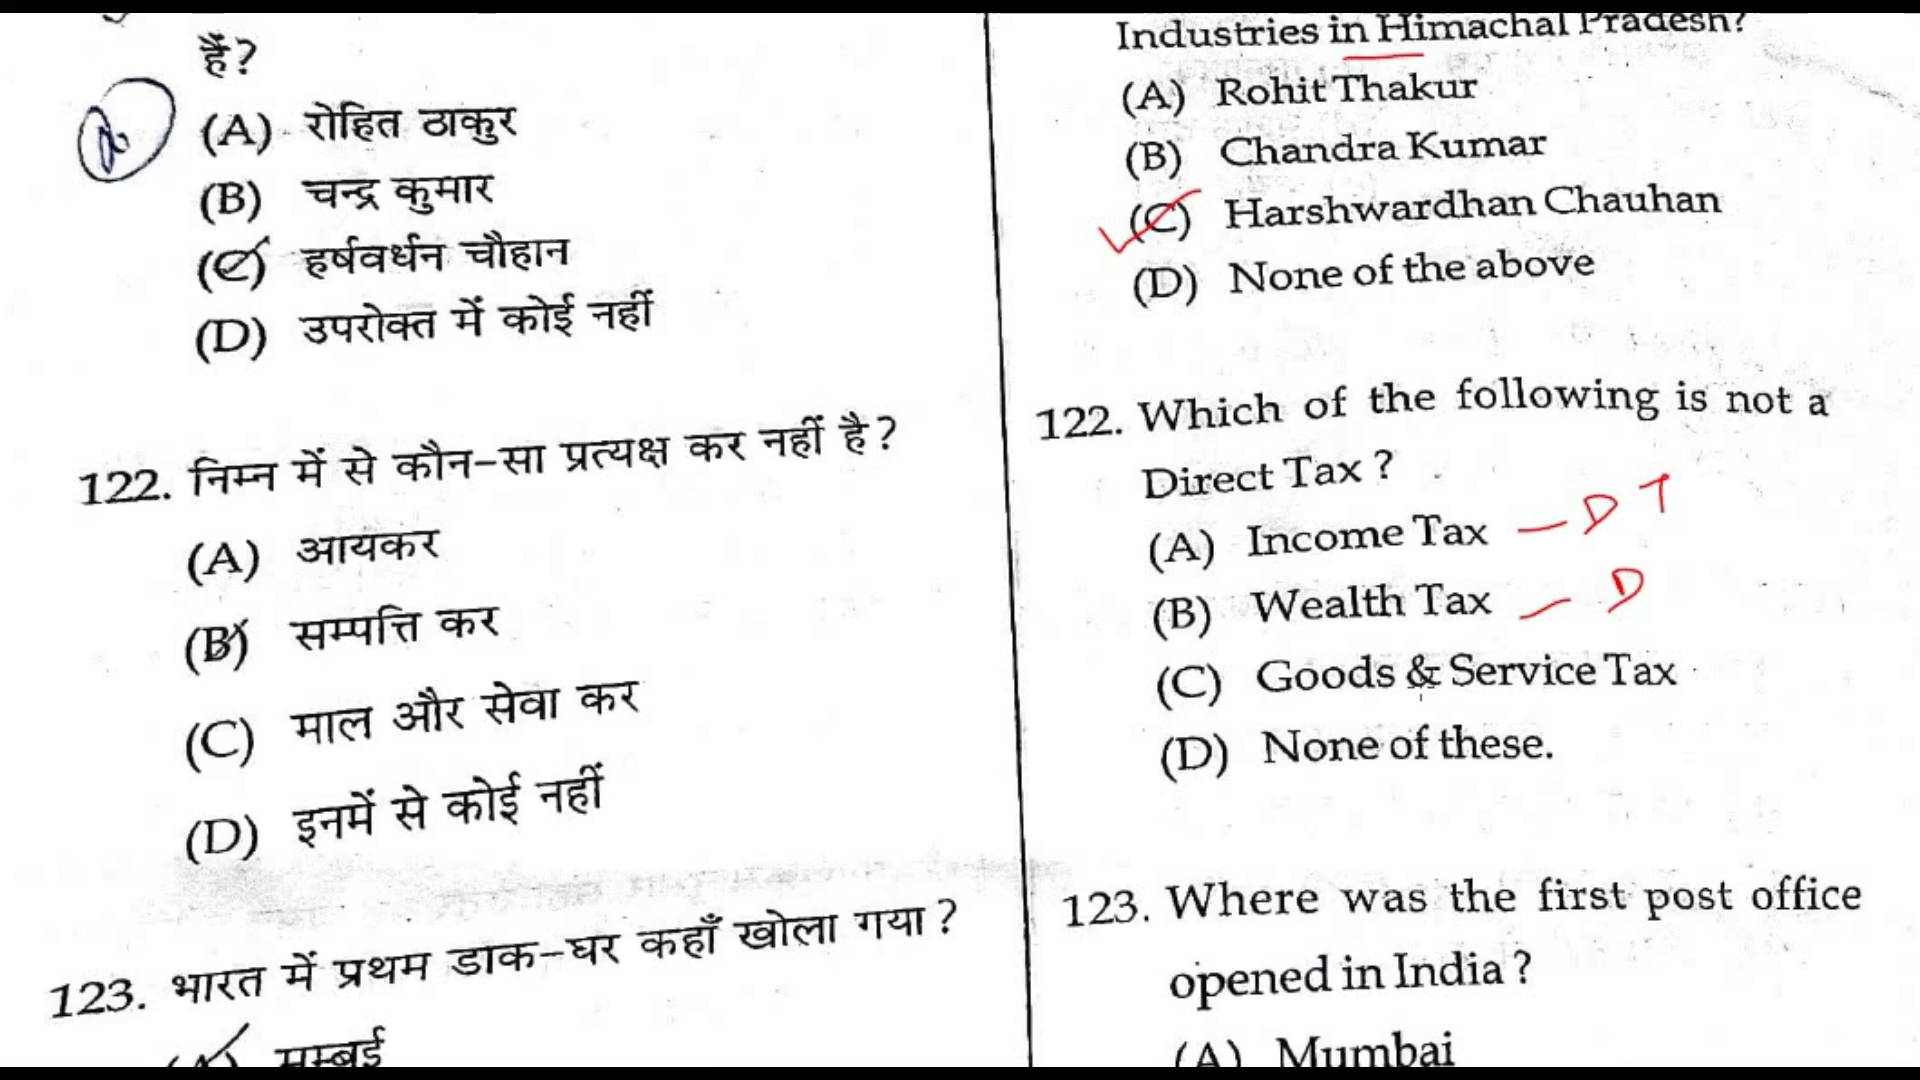 हैं?
(A) रोहित ठाकुर
(B) चन्द्र कुमार
(C) हर्षवर्धन चौहान
(D) उपरोक्त में कोई नहीं
122. निम्न में से कौन-सा प्रत्यक्ष कर नहीं है?
(A) आयकर
(B) सम्पत्ति कर
(C) माल और सेवा कर
(D) इनमें से कोई नहीं
123. भारत में प्रथम डाक-घर कहाँ खोला गया?
(A) मुम्बई
Industries in Himachal Pradesh?
(A) Rohit Thakur
(B) Chandra Kumar
(C) Harshwardhan Chauhan
(D) None of the above
122. Which of the following is not a
Direct Tax ?
(A) Income Tax — D T
(B) Wealth Tax — D
(C) Goods & Service Tax
(D) None of these.
123. Where was the first post office
opened in India ?
(A) Mumbai